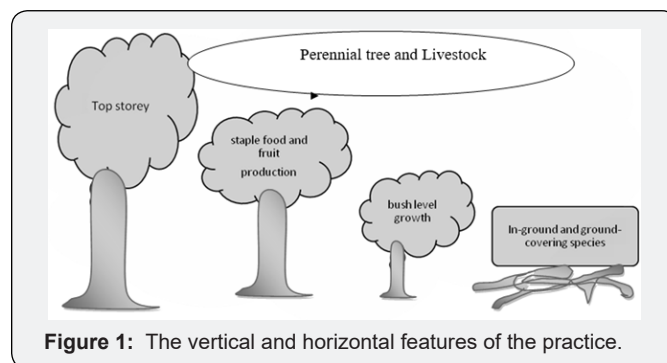 Perennial tree and Livestock
Top storey
staple food and
fruit
production
bush level
growth
In-ground and ground-
covering species
Figure 1: The vertical and horizontal features of the practice.